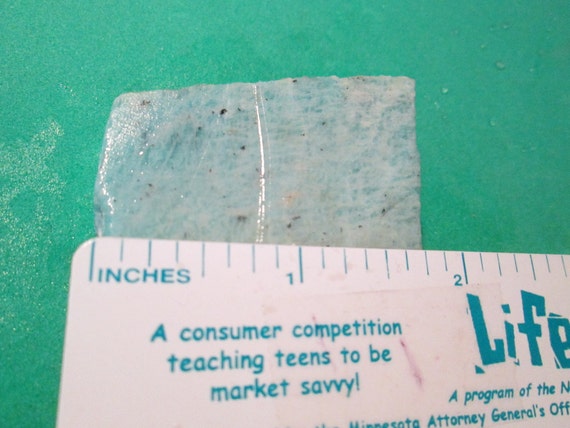 INCHES
1
2
A consumer competition
teaching teens to be
market savvy!
Life
A program of the
Minnesota Attorney General's